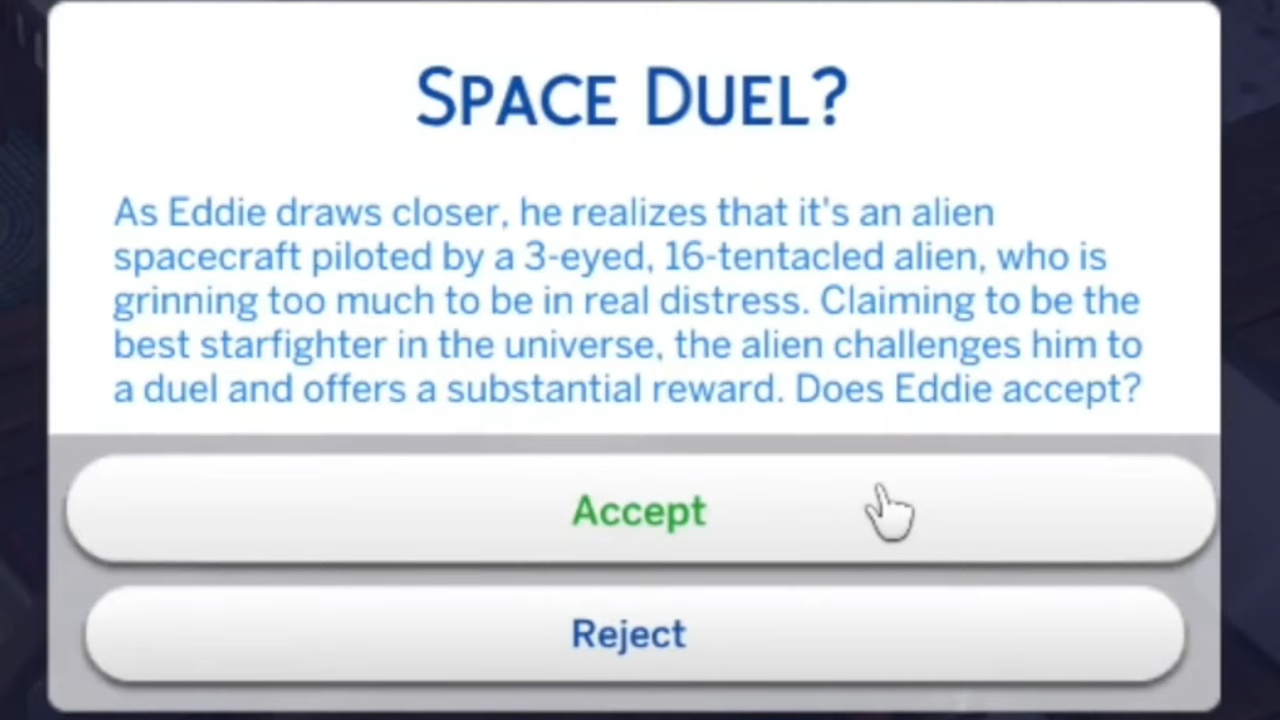 SPACE DUEL?
As Eddie draws closer, he realizes that it's an alien
spacecraft piloted by a 3-eyed, 16-tentacled alien, who is
grinning too much to be in real distress. Claiming to be the
best starfighter in the universe, the alien challenges him to
a duel and offers a substantial reward. Does Eddie accept?
Accept
Reject